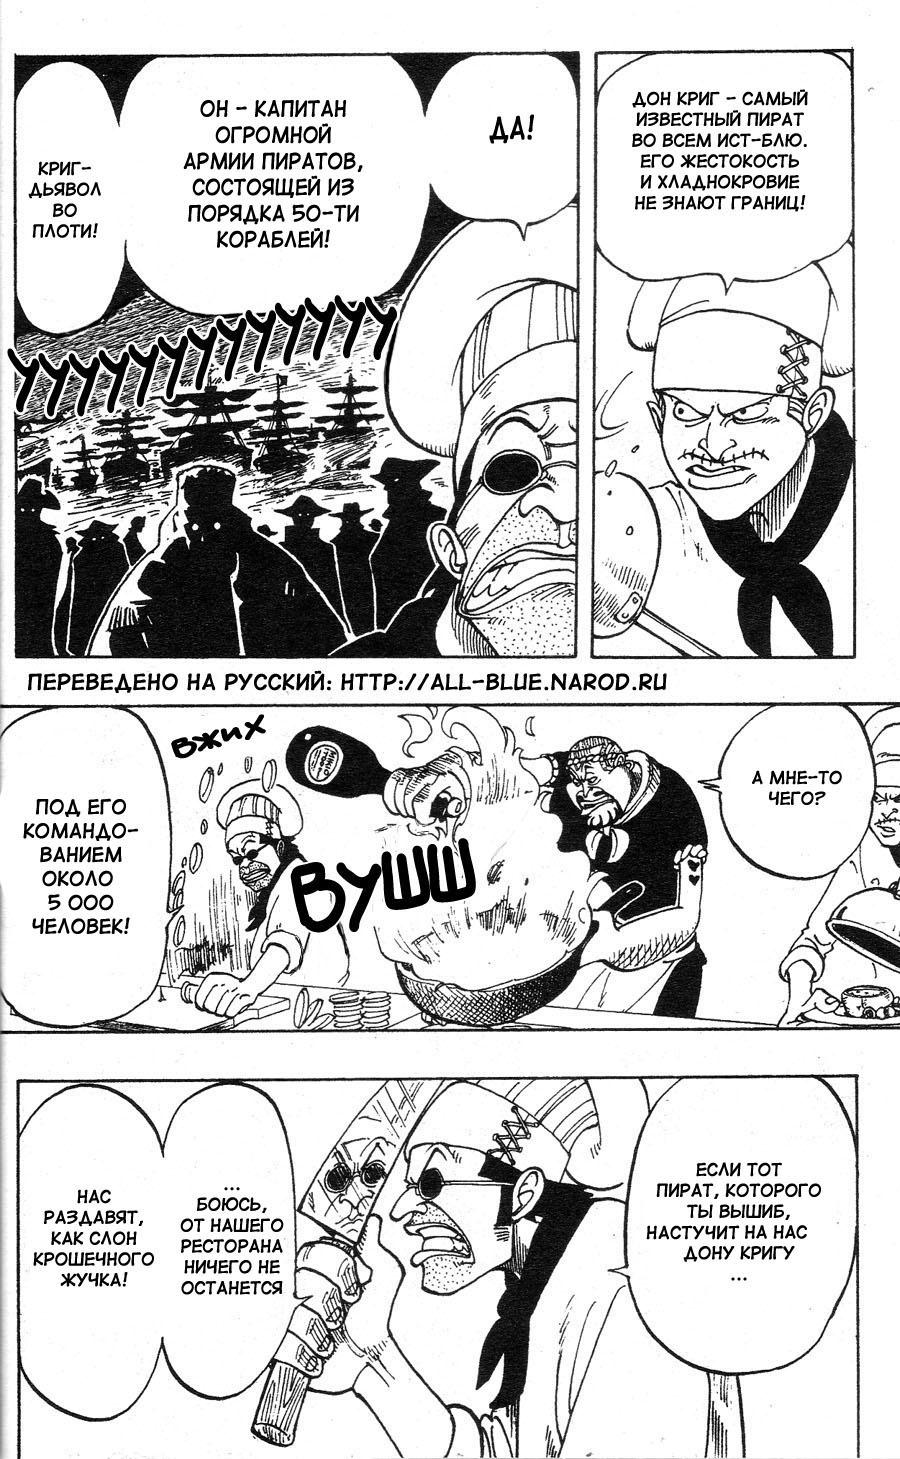 ДОН КРИГ - САМЫЙ
ИЗВЕСТНЫЙ ПИРАТ
ВО ВСЕМ ИСТ-БЛЮ.
ЕГО ЖЕСТОКОСТЬ
И ХЛАДНОКРОВИЕ
НЕ ЗНАЮТ ГРАНИЦ!
ДА!
ОН - КАПИТАН
ОГРОМНОЙ
АРМИИ ПИРАТОВ,
СОСТОЯЩЕЙ ИЗ
ПОРЯДКА 50-ТИ
КОРАБЛЕЙ!
КРИГ-
ДЬЯВОЛ
ВО
ПЛОТИ!
УУУУУУУУУУУУУ
ПЕРЕВЕДЕНО НА РУССКИЙ: HTTP://ALL-BLUE.NAROD.RU
А МНЕ-ТО
ЧЕГО?
ВЖИХ
ВУШШ
ПОД ЕГО
КОМАНДО-
ВАНИЕМ
ОКОЛО
5 000
ЧЕЛОВЕК!
ЕСЛИ ТОТ
ПИРАТ, КОТОРОГО
ТЫ ВЫШИБ,
НАСТУЧИТ НА НАС
ДОНУ КРИГУ
...
...
БОЮСЬ,
ОТ НАШЕГО
РЕСТОРАНА
НИЧЕГО НЕ
ОСТАНЕТСЯ
НАС
РАЗДАВЯТ,
КАК СЛОН
КРОШЕЧНОГО
ЖУЧКА!